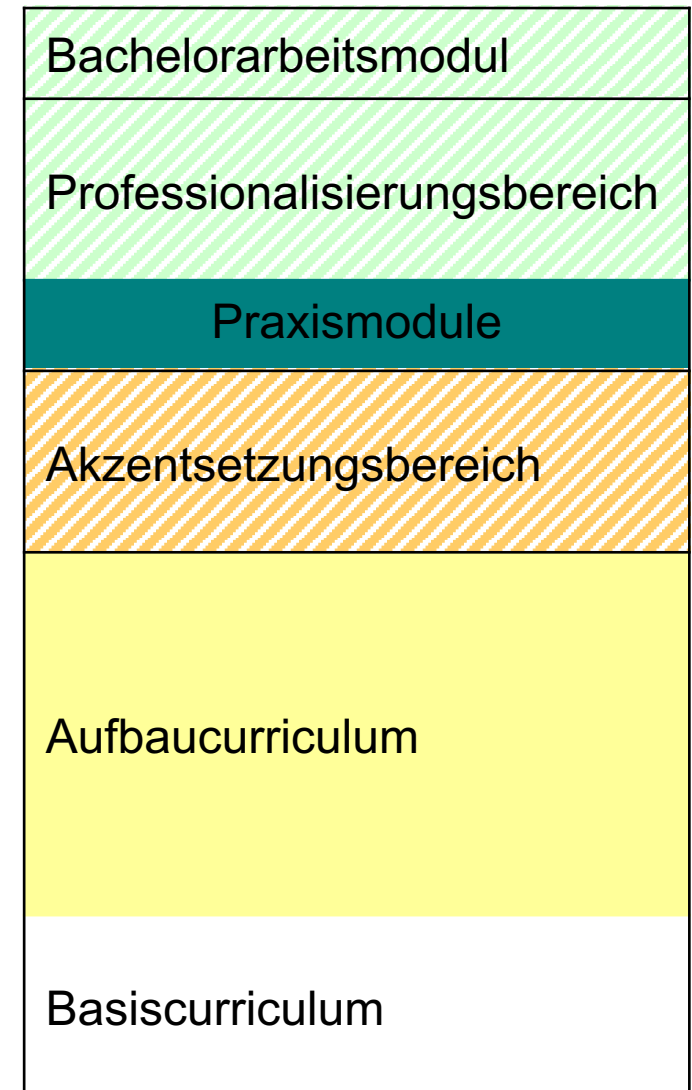 Bachelorarbeitsmodul
Professionalisierungsbereich
Praxismodule
Akzentsetzungsbereich
Aufbaucurriculum
Basiscurriculum